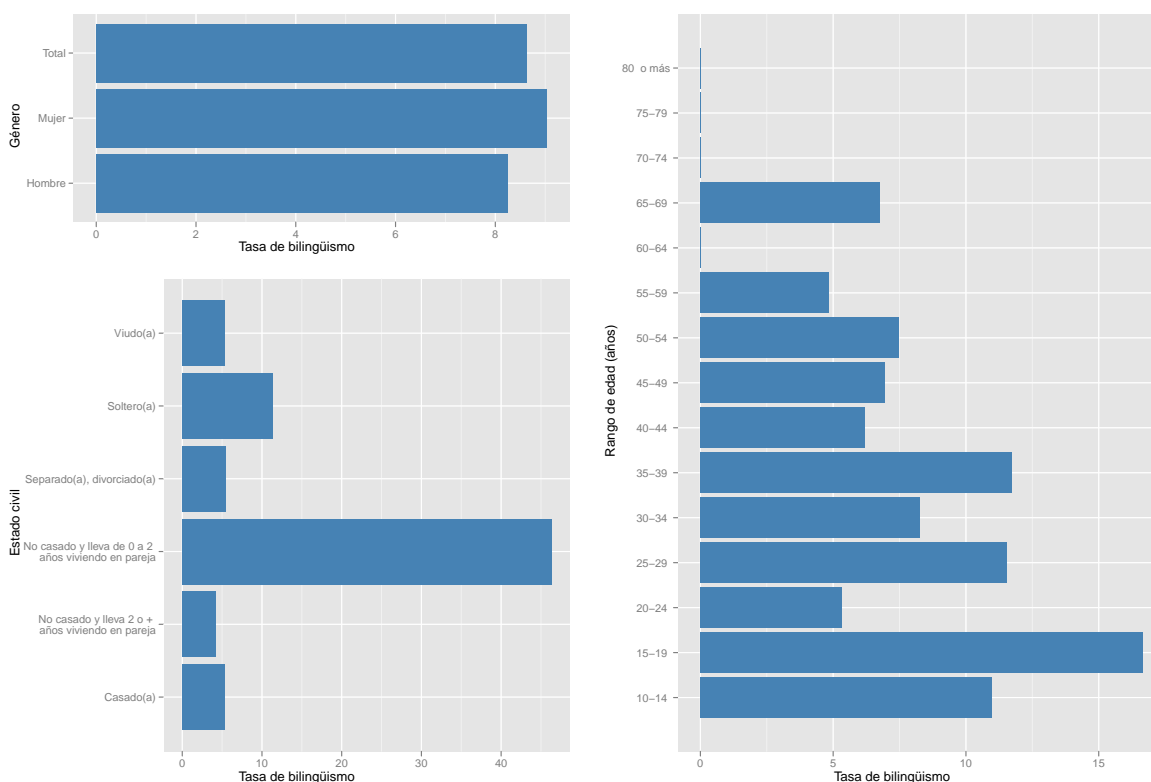 Total
Mujer
Hombre
Género
0 2 4 6 8
Tasa de bilingüismo
Viudo(a)
Soltero(a)
Separado(a), divorciado(a)
No casado y lleva de 0 a 2
años viviendo en pareja
No casado y lleva 2 o +
años viviendo en pareja
Casado(a)
Estado civil
0 10 20 30 40
Tasa de bilingüismo
80 o más
75−79
70−74
65−69
60−64
55−59
50−54
45−49
40−44
35−39
30−34
25−29
20−24
15−19
10−14
Rango de edad (años)
0 5 10 15
Tasa de bilingüismo